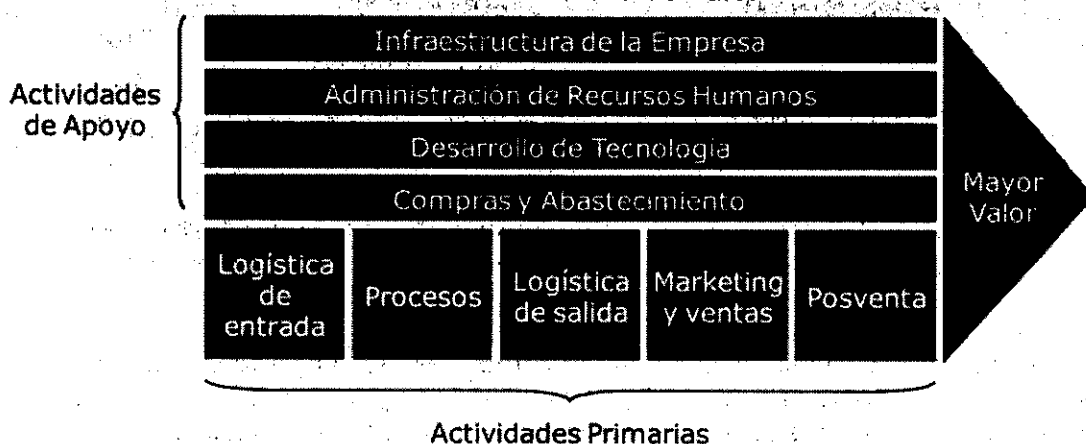 Infraestructura de la Empresa
Administración de Recursos Humanos
Desarrollo de Tecnología
Compras y Abastecimiento
Actividades
de Apoyo
Logística
de
entrada
Procesos
Logística
de salida
Marketing
y ventas
Posventa
Mayor
Valor
Actividades Primarias